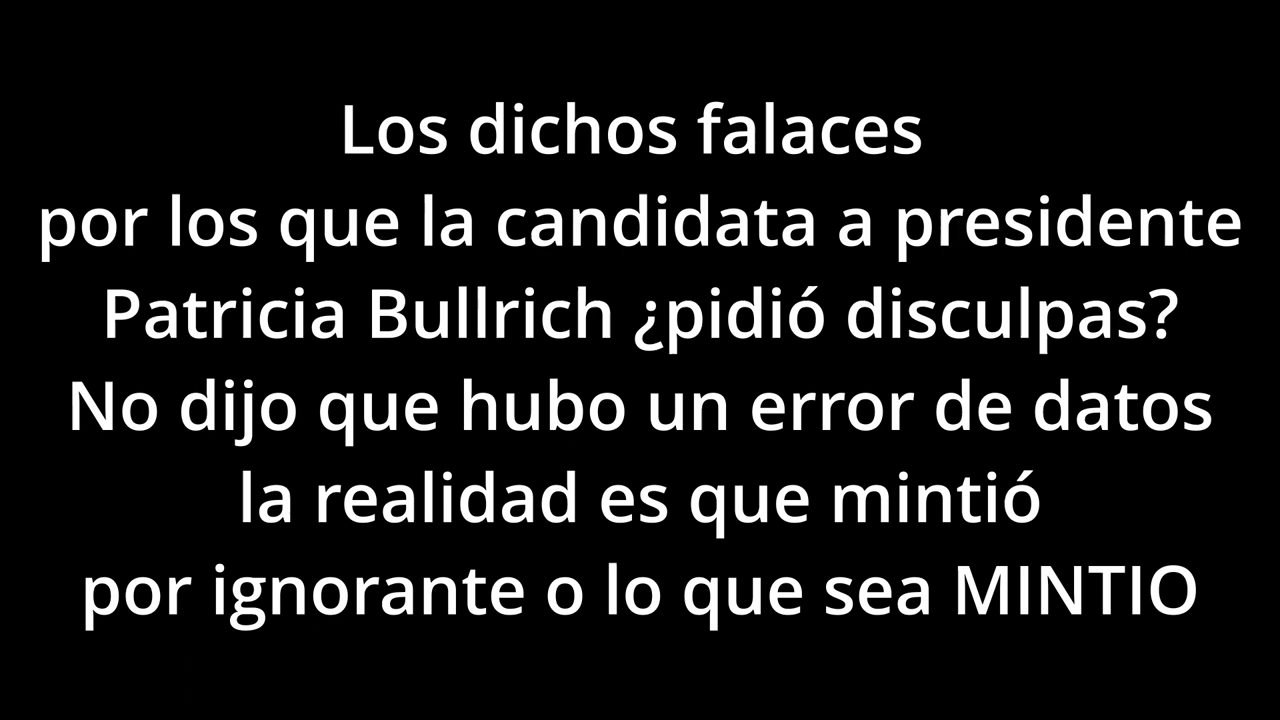 Los dichos falaces
por los que la candidata a presidente
Patricia Bullrich ¿pidió disculpas?
No dijo que hubo un error de datos
la realidad es que mintió
por ignorante o lo que sea MINTIO